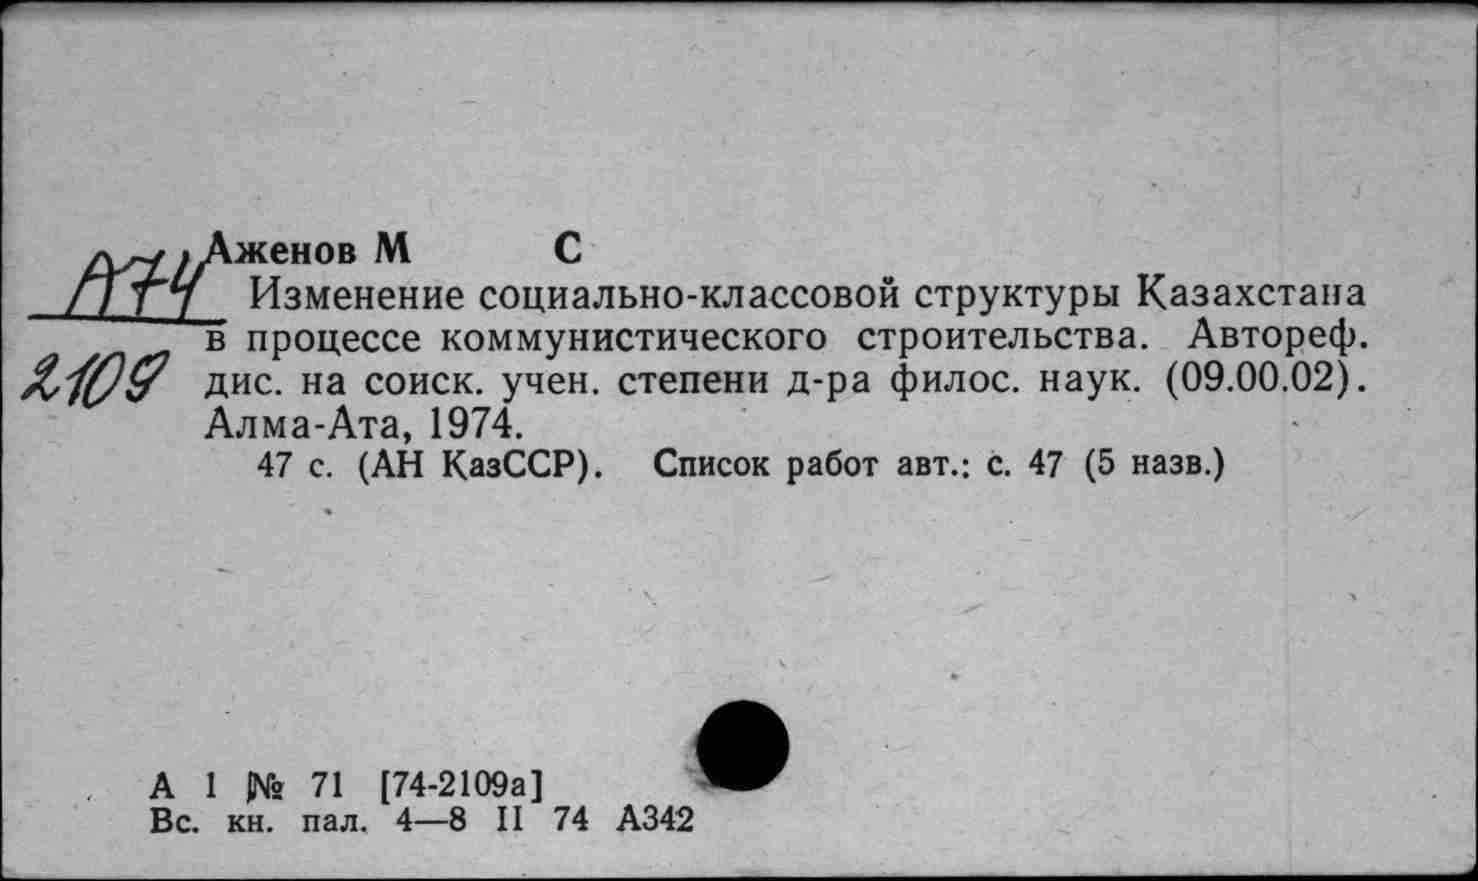 Аженов М С
А74 Изменение социально-классовой структуры Казахстана
в процессе коммунистического строительства. Автореф.
2109 дис. на соиск. учен. степени д-ра филос. наук. (09.00.02).
Алма-Ата, 1974.
47 с. (АН КазССР). Список работ авт.: с. 47 (5 назв.)
А 1 № 71 [74-2109а]
Вс. кн. пал. 4—8 II 74 А342